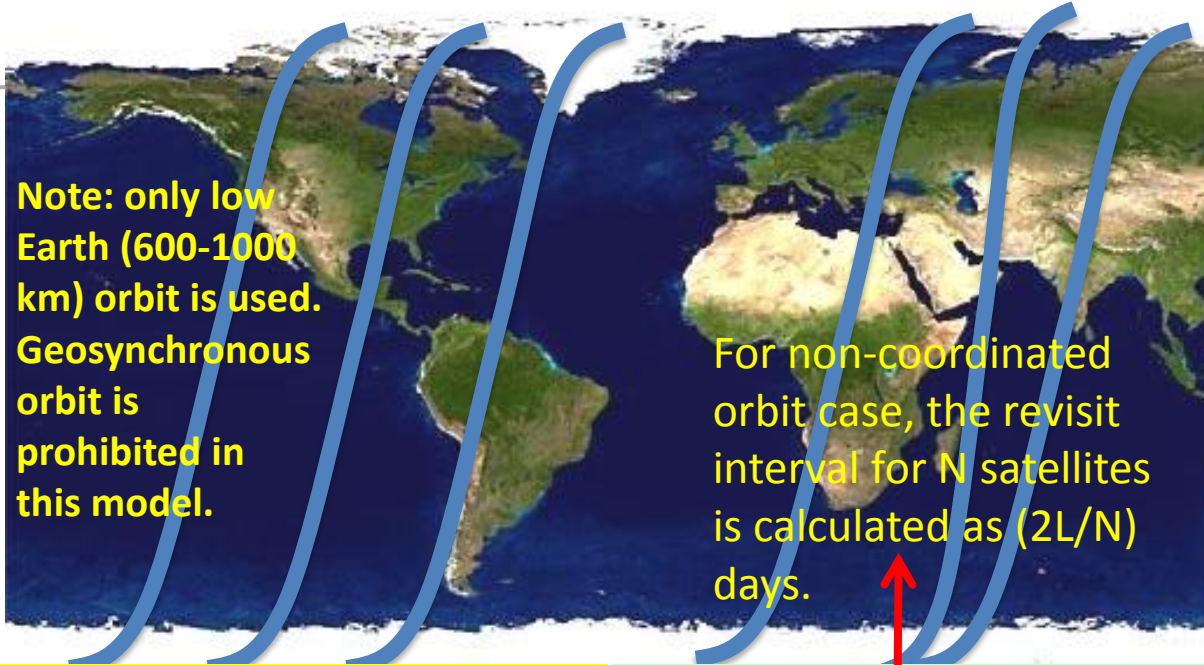 Note: only low
Earth (600-1000
km) orbit is used.
Geosynchronous
orbit is
prohibited in
this model.
For non-coordinated
orbit case, the revisit
interval for N satellites
is calculated as (2L/N)
days.